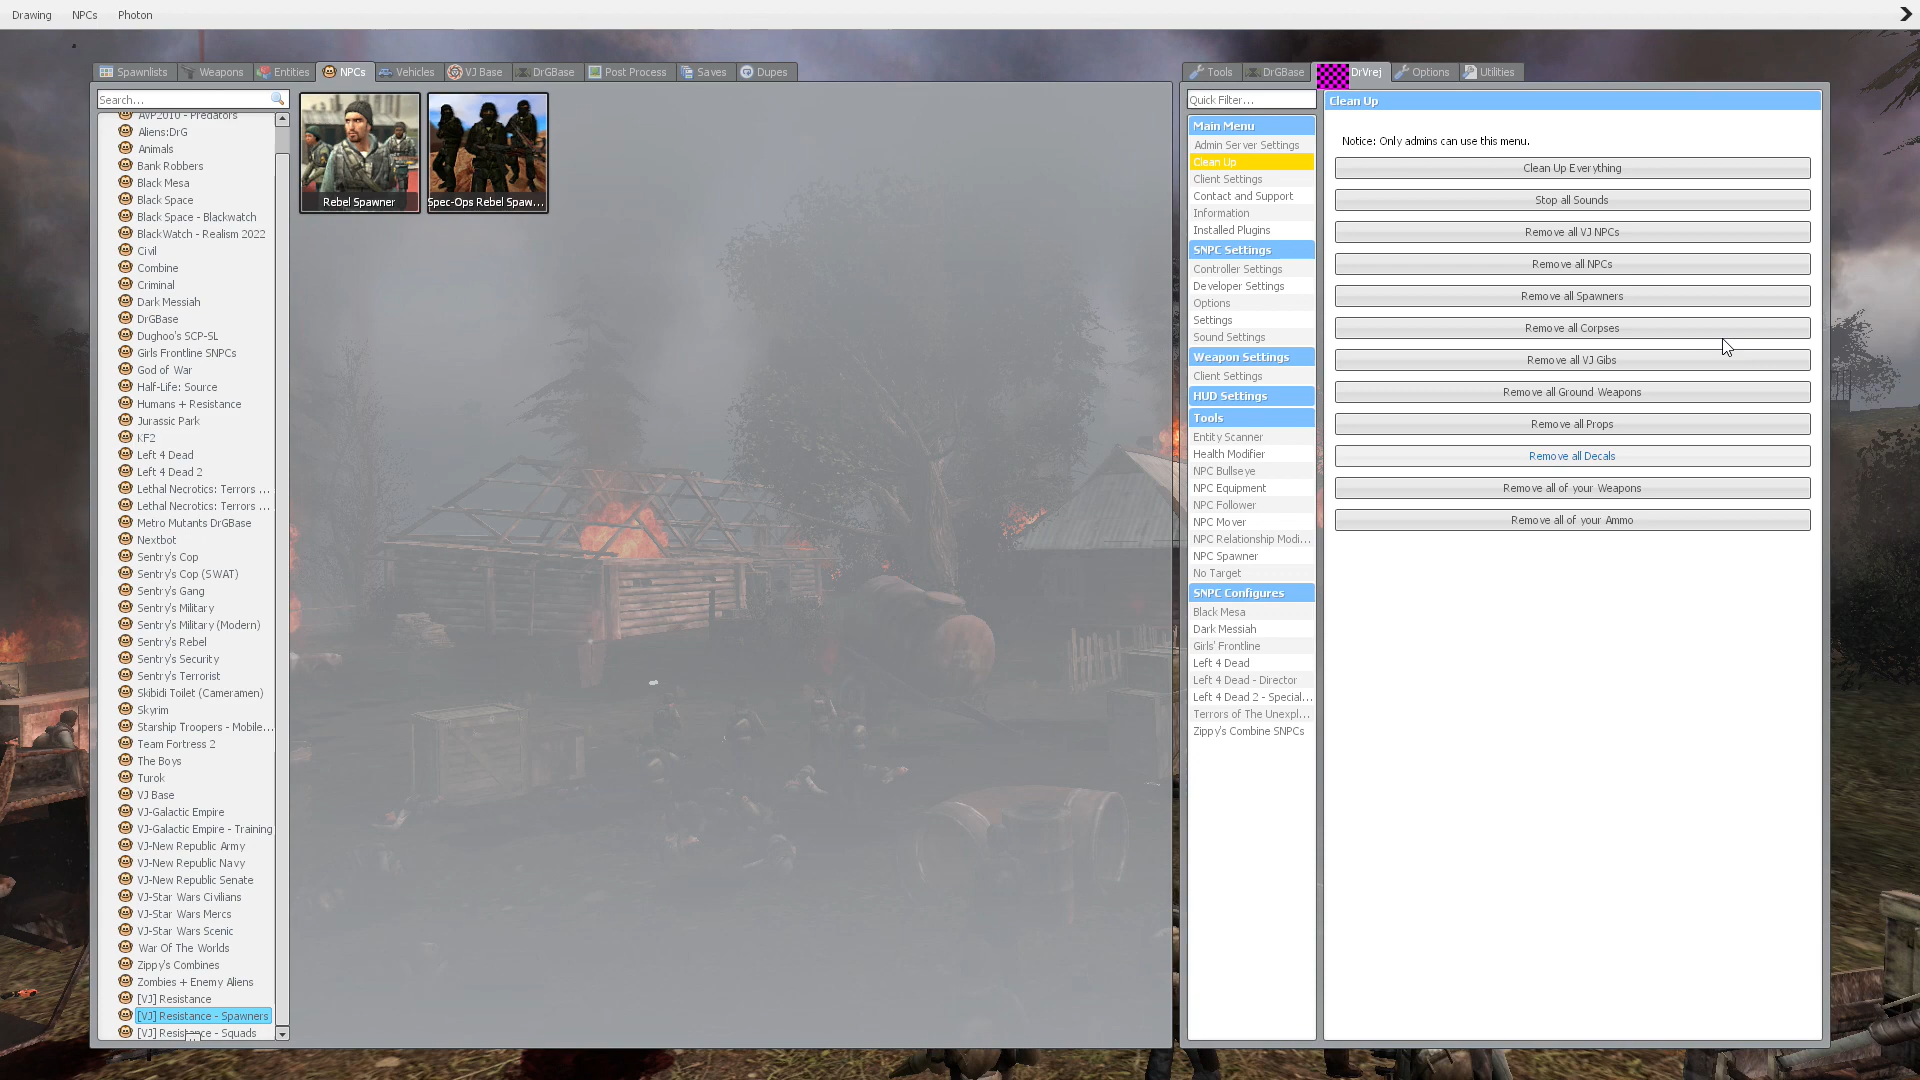 Drawing NPCs Photon
Spawnlists Weapons Entities NPCs Vehicles VJ Base DrGBase Post Process Saves Dupes
Search...
AVP2010 - Predators
Aliens:DrG
Animals
Bank Robbers
Black Mesa
Black Space
Black Space - Blackwatch
BlackWatch - Realism 2022
Civil
Combine
Criminal
Dark Messiah
DrGBase
Dughoo's SCP-SL
Girls Frontline SNPCs
God of War
Half-Life: Source
Humans + Resistance
Jurassic Park
KF2
Left 4 Dead
Left 4 Dead 2
Lethal Necrotics: Terrors ...
Lethal Necrotics: Terrors ...
Metro Mutants DrGBase
Nextbot
Sentry's Cop
Sentry's Cop (SWAT)
Sentry's Gang
Sentry's Military
Sentry's Military (Modern)
Sentry's Rebel
Sentry's Security
Sentry's Terrorist
Skibidi Toilet (Cameramen)
Skyrim
Starship Troopers - Mobile...
Team Fortress 2
The Boys
Turok
VJ Base
VJ-Galactic Empire
VJ-Galactic Empire - Training
VJ-New Republic Army
VJ-New Republic Navy
VJ-New Republic Senate
VJ-Star Wars Civilians
VJ-Star Wars Mercs
VJ-Star Wars Scenic
War Of The Worlds
Zippy's Combines
Zombies + Enemy Aliens
[VJ] Resistance
[VJ] Resistance - Spawners
[VJ] Resistance - Squads
Rebel Spawner
Spec-Ops Rebel Spaw...
Tools DrGBase DrVrej Options Utilities
Quick Filter...
Main Menu
Admin Server Settings
Clean Up
Client Settings
Contact and Support
Information
Installed Plugins
SNPC Settings
Controller Settings
Developer Settings
Options
Settings
Sound Settings
Weapon Settings
Client Settings
HUD Settings
Tools
Entity Scanner
Health Modifier
NPC Bullseye
NPC Equipment
NPC Follower
NPC Mover
NPC Relationship Modi...
NPC Spawner
No Target
SNPC Configures
Black Mesa
Dark Messiah
Girls' Frontline
Left 4 Dead
Left 4 Dead - Director
Left 4 Dead 2 - Special...
Terrors of The Unexpl...
Zippy's Combine SNPCs
Clean Up
Notice: Only admins can use this menu.
Clean Up Everything
Stop all Sounds
Remove all VJ NPCs
Remove all NPCs
Remove all Spawners
Remove all Corpses
Remove all VJ Gibs
Remove all Ground Weapons
Remove all Props
Remove all Decals
Remove all of your Weapons
Remove all of your Ammo